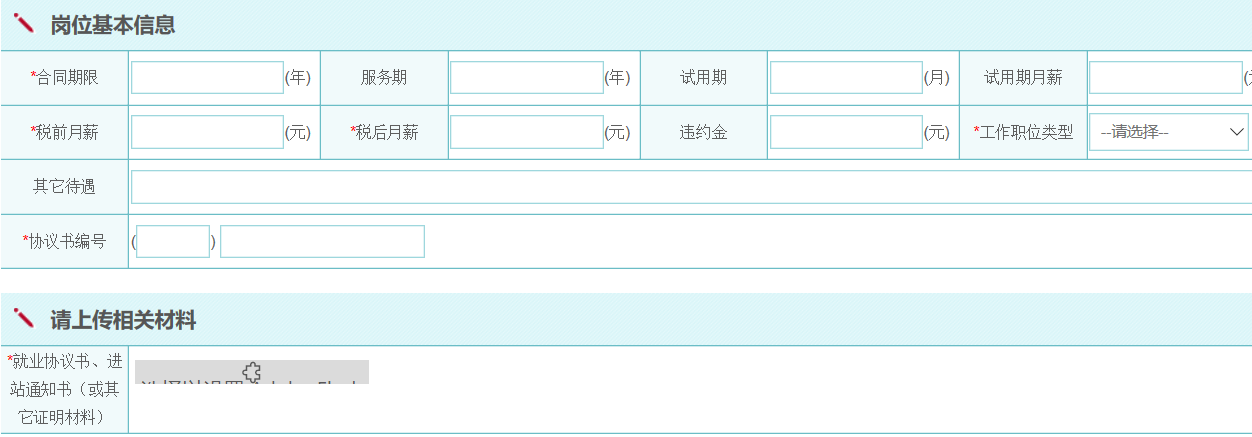 岗位基本信息
*合同期限 (年) 服务期 (年) 试用期 (月) 试用期月薪
*税前月薪 (元) *税后月薪 (元) 违约金 (元) *工作职位类型 --请选择--
其它待遇
*协议书编号 ( )
请上传相关材料
*就业协议书、进
站通知书（或其
它证明材料）